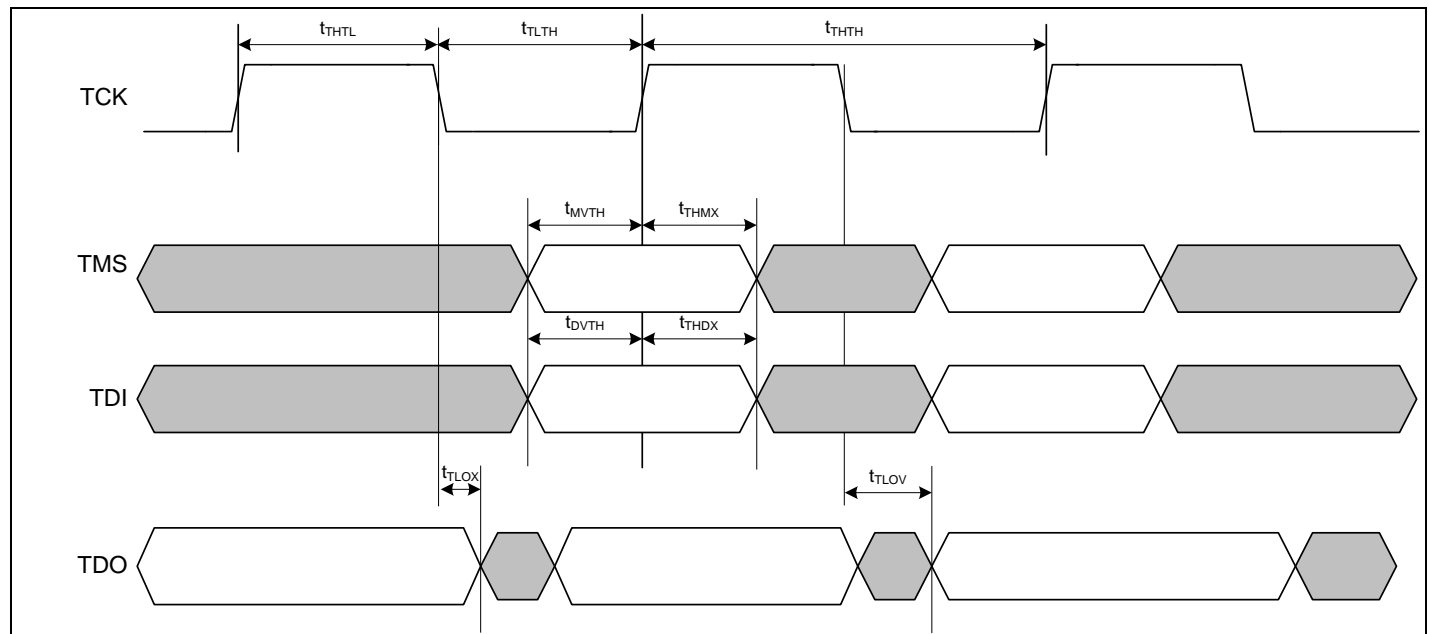 tTHTL tTLTH tTHTH
TCK
tMVTH tTHMX
TMS
tDVTH tTHDX
TDI
tTLOX tTLOV
TDO